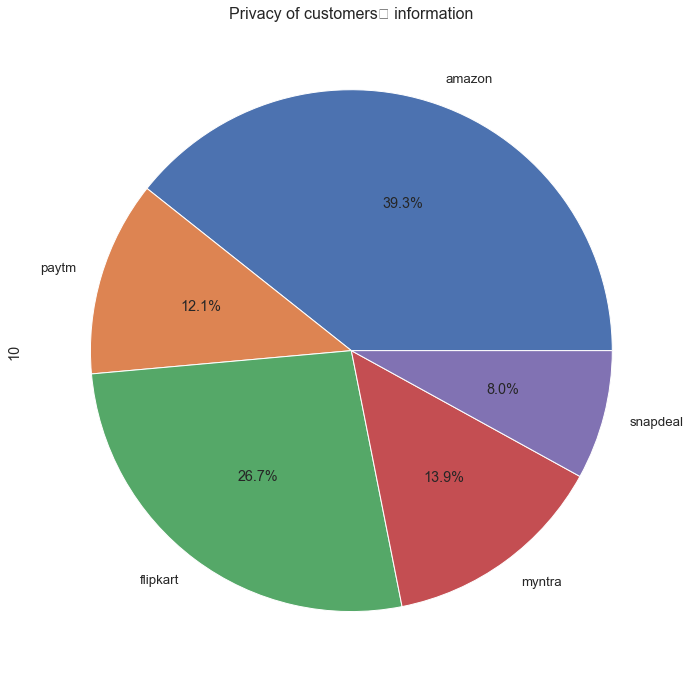 Privacy of customers▯ information
amazon
39.3%
paytm
12.1%
10
8.0%
snapdeal
26.7%
13.9%
flipkart
myntra